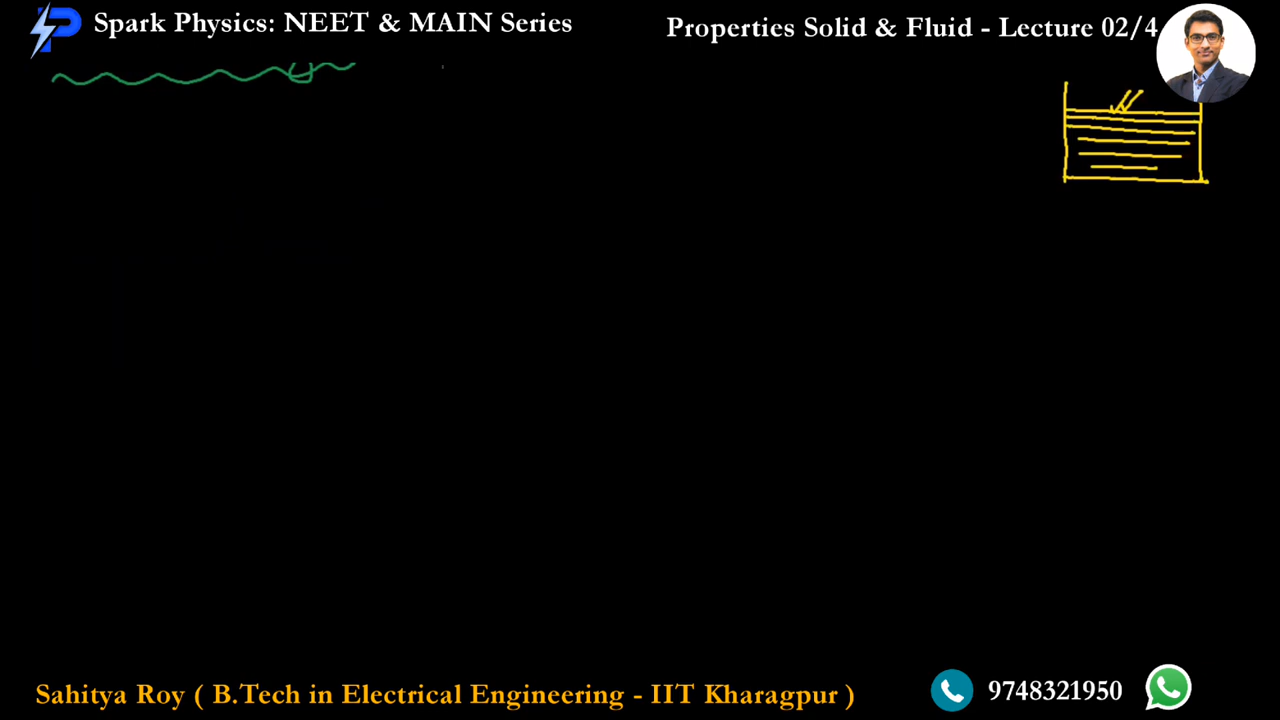 Spark Physics: NEET & MAIN Series
Properties Solid & Fluid - Lecture 02/4
Sahitya Roy ( B.Tech in Electrical Engineering - IIT Kharagpur )
9748321950